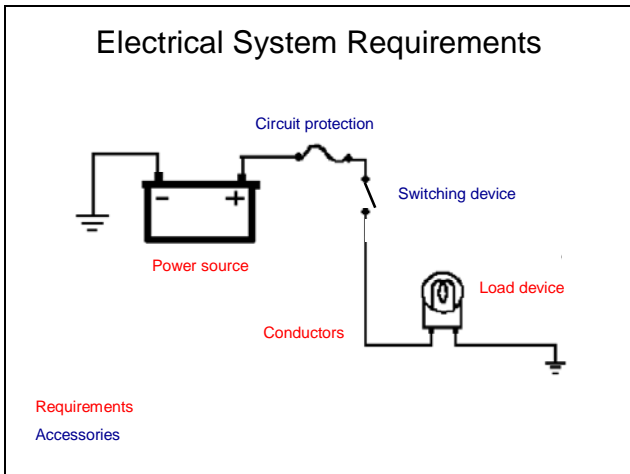 Electrical System Requirements
Circuit protection
Switching device
- +
Power source
Load device
Conductors
Requirements
Accessories